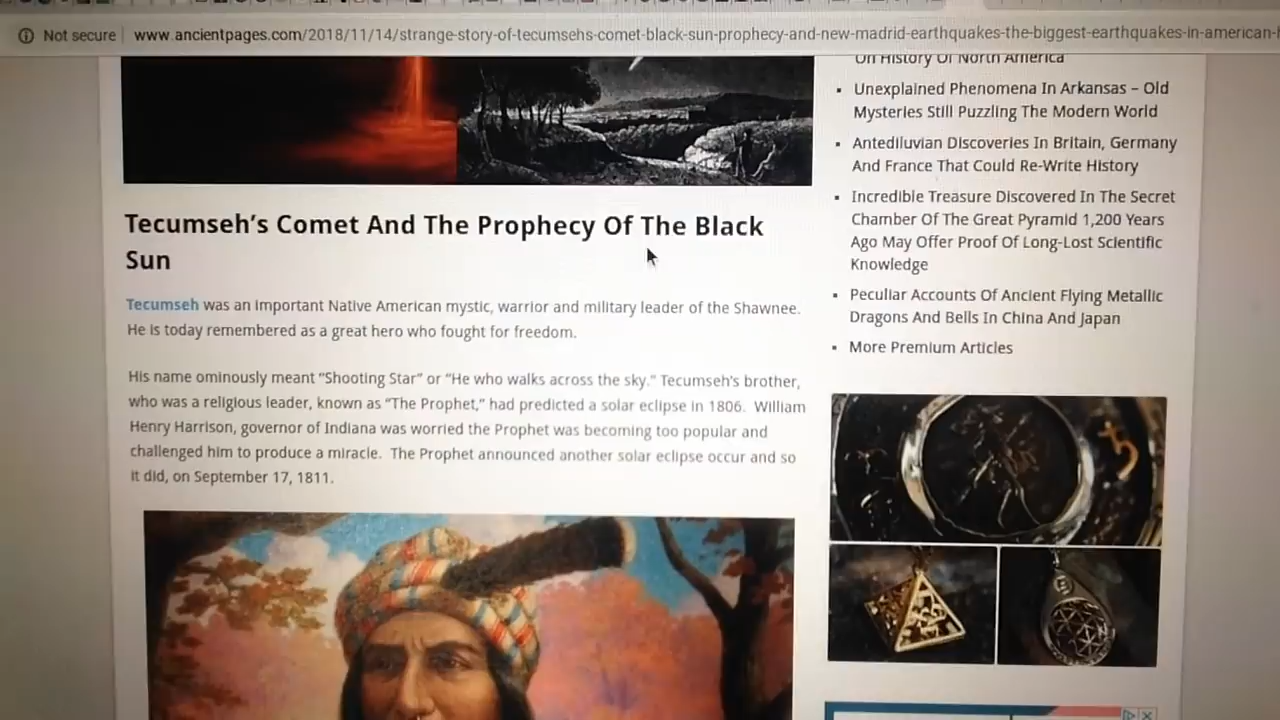 Not secure
www.ancientpages.com/2018/11/14/strange-story-of-tecumsehs-comet-black-sun-prophecy-and-new-madrid-earthquakes-the-biggest-earthquakes-in-american-
Tecumseh's Comet And The Prophecy Of The Black
Sun
Tecumseh was an important Native American mystic, warrior and military leader of the Shawnee.
He is today remembered as a great hero who fought for freedom.
His name ominously meant "Shooting Star" or "He who walks across the sky." Tecumseh's brother,
who was a religious leader, known as "The Prophet," had predicted a solar eclipse in 1806. William
Henry Harrison, governor of Indiana was worried the Prophet was becoming too popular and
challenged him to produce a miracle. The Prophet announced another solar eclipse occur and so
it did, on September 17, 1811.
On History Of North America
Unexplained Phenomena In Arkansas – Old
Mysteries Still Puzzling The Modern World
Antediluvian Discoveries In Britain, Germany
And France That Could Re-Write History
Incredible Treasure Discovered In The Secret
Chamber Of The Great Pyramid 1,200 Years
Ago May Offer Proof Of Long-Lost Scientific
Knowledge
Peculiar Accounts Of Ancient Flying Metallic
Dragons And Bells In China And Japan
More Premium Articles